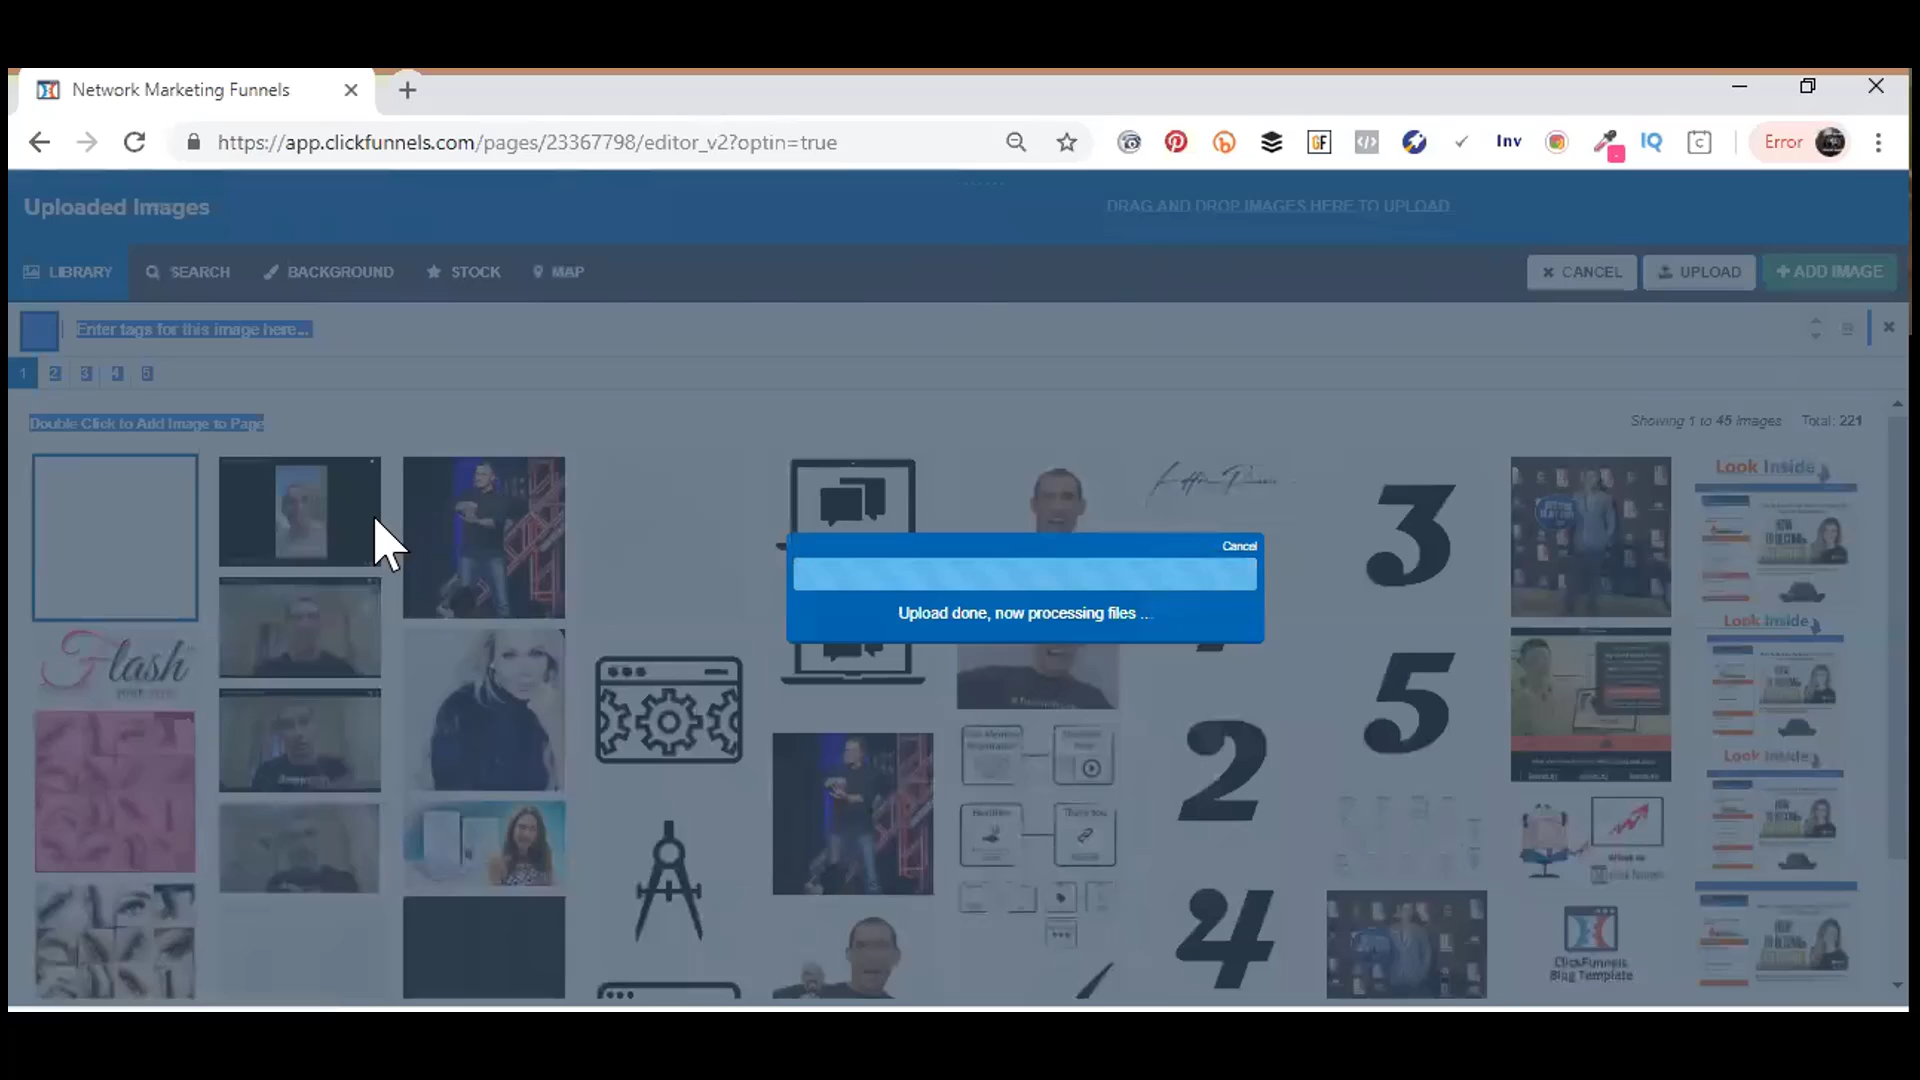 Network Marketing Funnels
https://app.clickfunnels.com/pages/23367798/editor_v2?optin=true
GF
Inv
IQ
C
Error
Uploaded Images
DRAG AND DROP IMAGES HERE TO UPLOAD
LIBRARY
SEARCH
BACKGROUND
STOCK
MAP
CANCEL
UPLOAD
ADD IMAGE
Enter tags for this image here...
1 2 3 4 5
Double Click to Add Image to Page
Showing 1 to 45 images Total: 221
Look Inside
3
Cancel
Upload done, now processing files ...
Look Inside
Flash
5
2
Look Inside
4
ClickFunnels
Blog Template